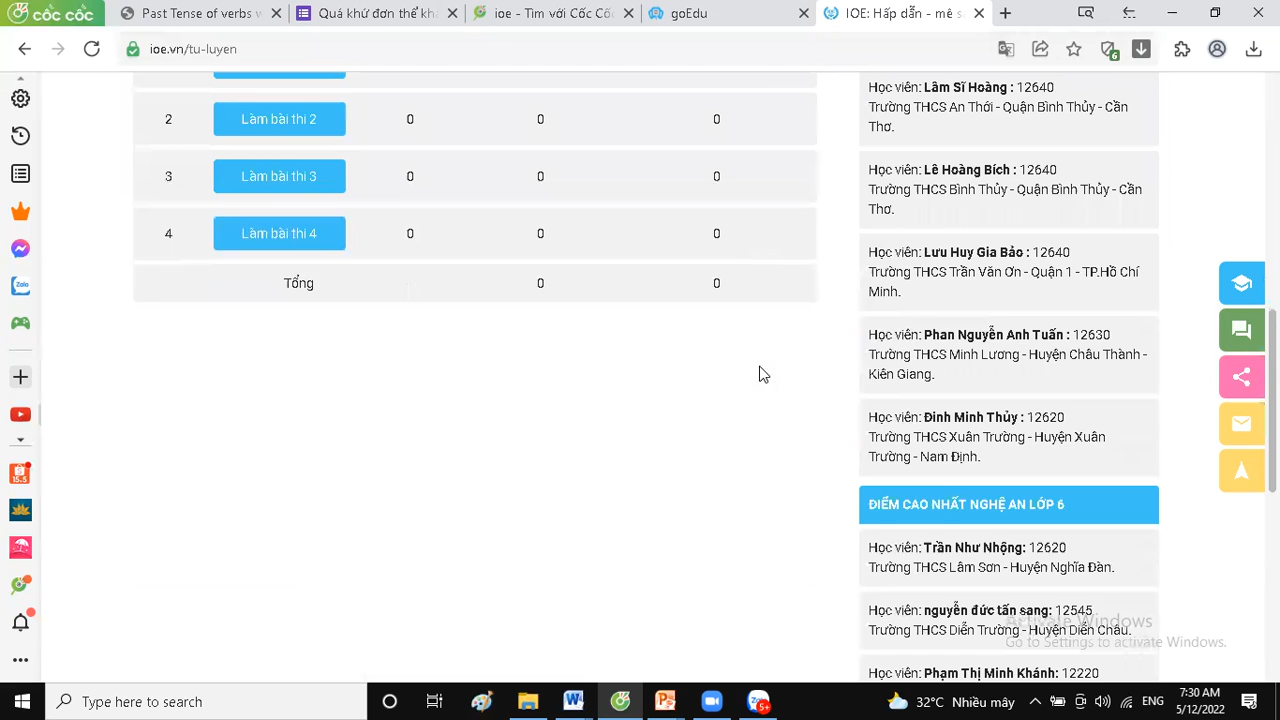 cốc cốc
Past Tense of verbs w
Quá khứ đơn thể khẳ
ioe - Tìm với Cốc Cốc
goEdu
IOE: Hấp dẫn - mê s
ioe.vn/tu-luyen
6
2 Làm bài thi 2 0 0 0
3 Làm bài thi 3 0 0 0
4 Làm bài thi 4 0 0 0
Tổng 0 0
Học viên: Lâm Sĩ Hoàng : 12640
Trường THCS An Thới - Quận Bình Thủy - Cần
Thơ.
Học viên: Lê Hoàng Bích : 12640
Trường THCS Bình Thủy - Quận Bình Thủy - Cần
Thơ.
Học viên: Lưu Huy Gia Bảo : 12640
Trường THCS Trần Văn Ơn - Quận 1 - TP.Hồ Chí
Minh.
Học viên: Phan Nguyễn Anh Tuấn : 12630
Trường THCS Minh Lương - Huyện Châu Thành -
Kiên Giang.
Học viên: Đinh Minh Thủy : 12620
Trường THCS Xuân Trường - Huyện Xuân
Trường - Nam Định.
ĐIỂM CAO NHẤT NGHỆ AN LỚP 6
Học viên: Trần Như Nhộng: 12620
Trường THCS Lâm Sơn - Huyện Nghĩa Đàn.
Học viên: nguyễn đức tấn sang: 12545
Trường THCS Diễn Trường - Huyện Diễn Châu.
Học viên: Phạm Thị Minh Khánh: 12220
Activate Windows
Go to Settings to activate Windows.
Zalo
15.5
Type here to search
5+
32°C Nhiều mây
ENG
7:30 AM
5/12/2022